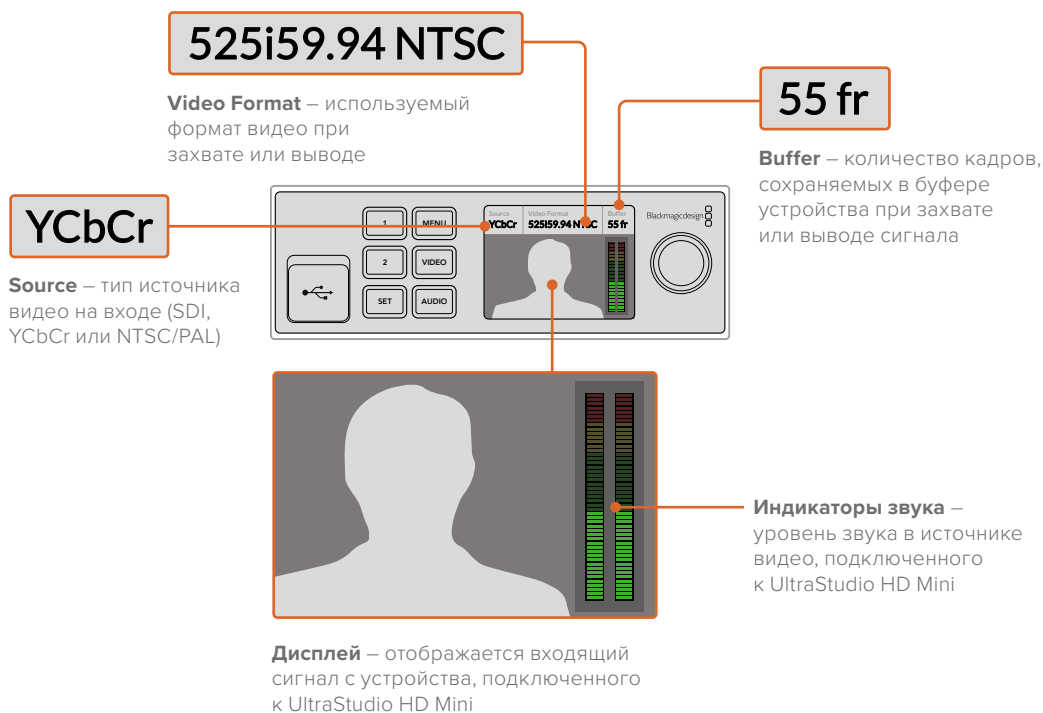 525i59.94 NTSC
Video Format – используемый
формат видео при
захвате или выводе
55 fr
Buffer – количество кадров,
сохраняемых в буфере
устройства при захвате
или выводе сигнала
YCbCr
Source – тип источника
видео на входе (SDI,
YCbCr или NTSC/PAL)
1
MENU
2
VIDEO
SET
AUDIO
Source
Video Format
Buffer
YCbCr
525i59.94 NTSC
55 fr
Blackmagicdesign
Индикаторы звука –
уровень звука в источнике
видео, подключенного
к UltraStudio HD Mini
Дисплей – отображается входящий
сигнал с устройства, подключенного
к UltraStudio HD Mini